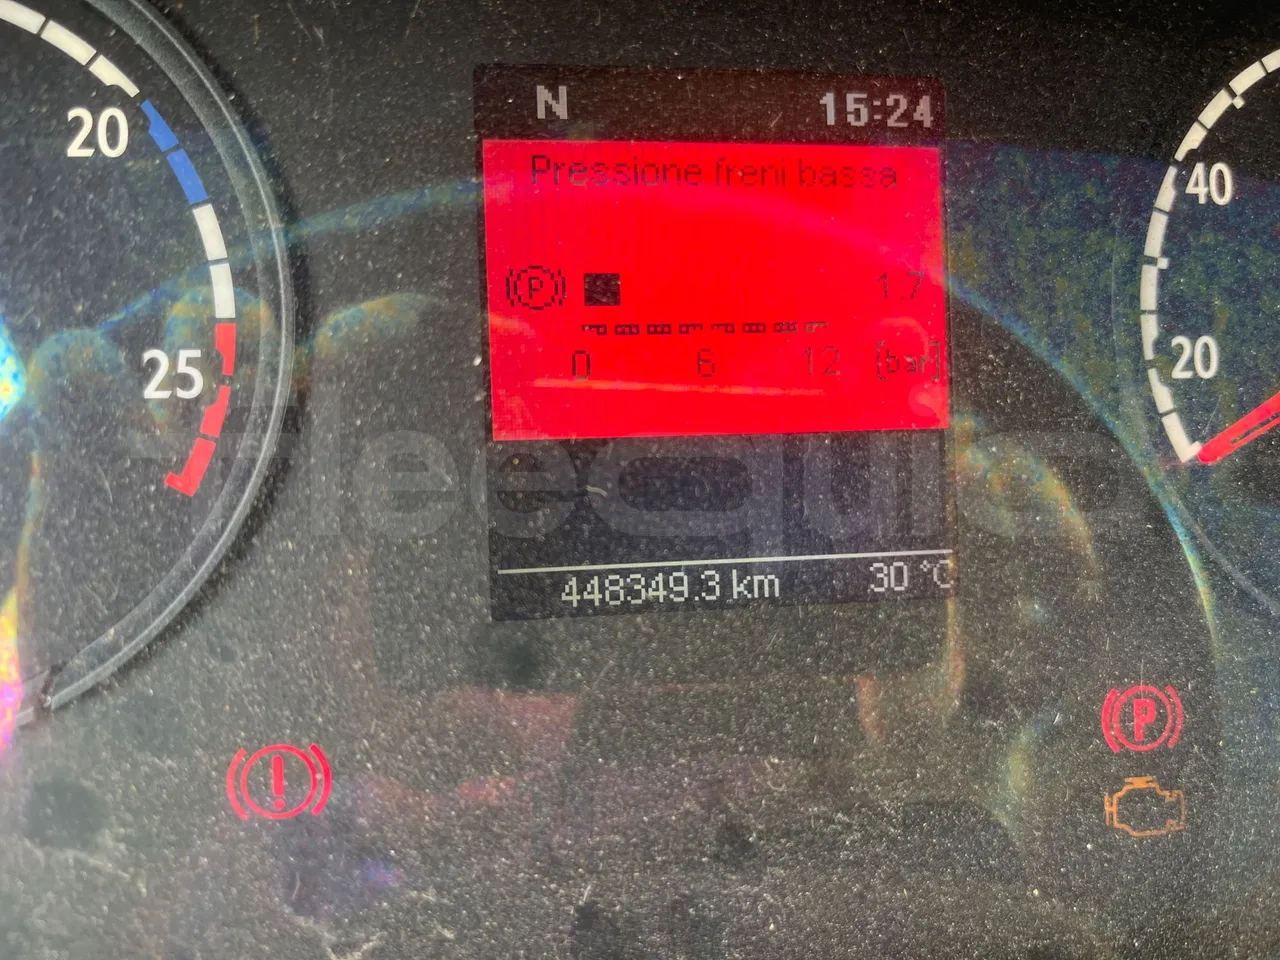 20
25
N 15:24
Pressione freni bassa
P 1.7
0 6 12 [bar]
448349.3 km 30 °C
40
20
P
leequip